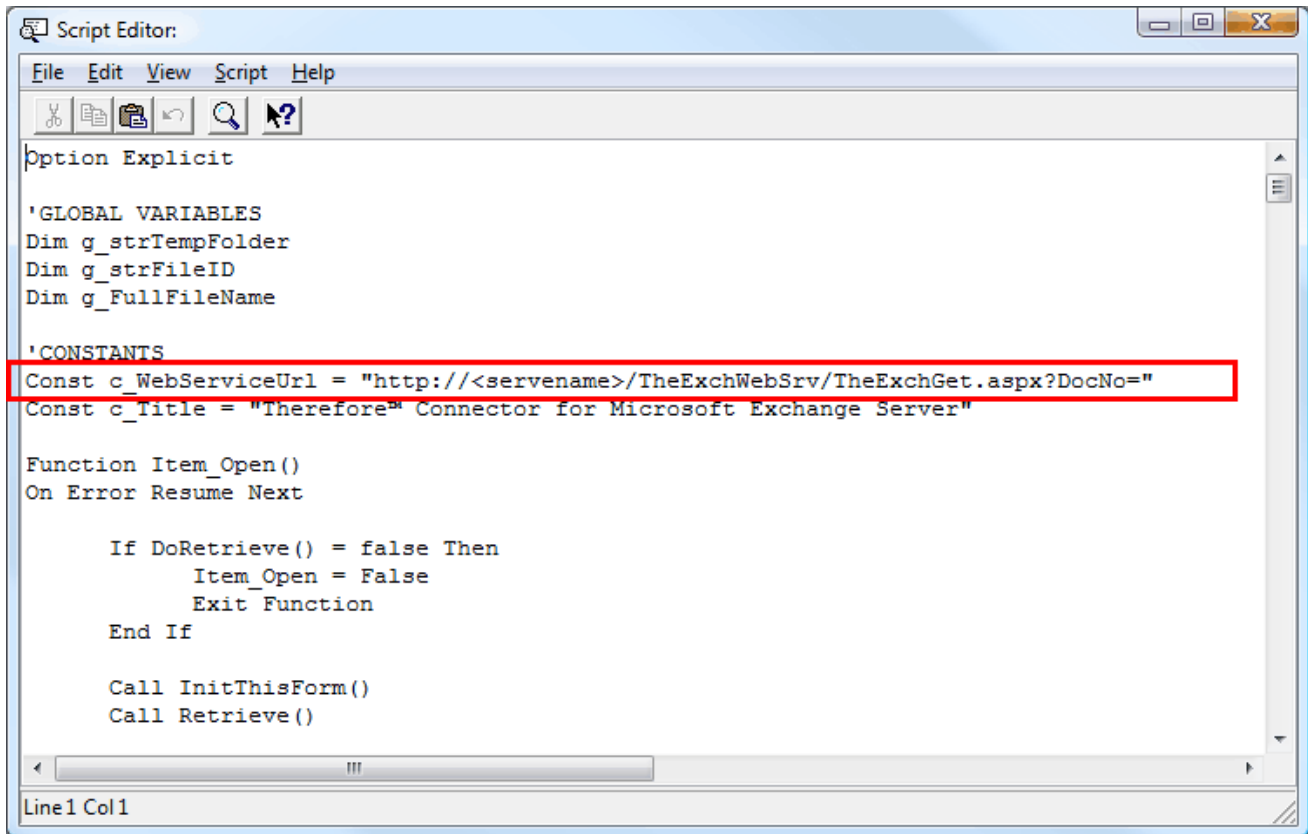 Script Editor:
File Edit View Script Help
Option Explicit
'GLOBAL VARIABLES
Dim g_strTempFolder
Dim g_strFileID
Dim g_FullFileName
'CONSTANTS
Const c_WebServiceUrl = "http://<servename>/TheExchWebSrv/TheExchGet.aspx?DocNo="
Const c_Title = "Therefore™ Connector for Microsoft Exchange Server"
Function Item_Open()
On Error Resume Next
If DoRetrieve() = false Then
Item_Open = False
Exit Function
End If
Call InitThisForm()
Call Retrieve()
Line 1 Col 1